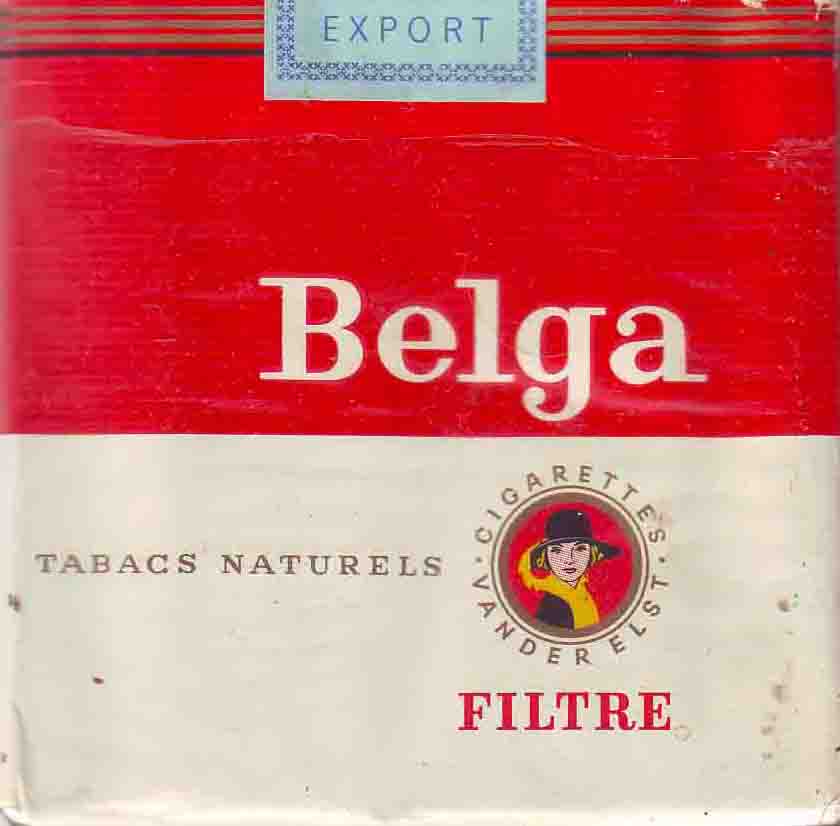 EXPORT
Belga
TABACS NATURELS
CIGARETTES
VANDER ELST
FILTRE